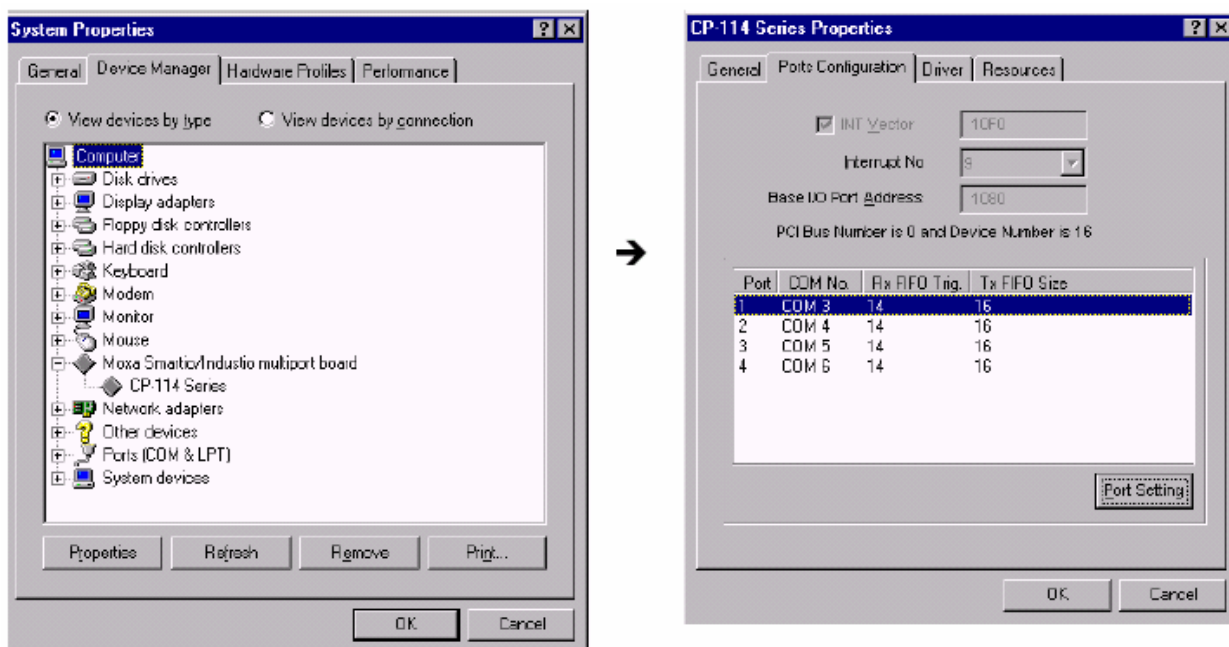 System Properties
General Device Manager Hardware Profiles Performance
View devices by type View devices by connection
Computer
Disk drives
Display adapters
Floppy disk controllers
Hard disk controllers
Keyboard
Modem
Monitor
Mouse
Moxa Smartio/Industio multiport board
CP-114 Series
Network adapters
Other devices
Ports (COM & LPT)
System devices
Properties Refresh Remove Print...
OK Cancel
➔
CP-114 Series Properties
General Ports Configuration Driver Resources
INT Vector 10F0
Interrupt No 9
Base I/O Port Address 1080
PCI Bus Number is 0 and Device Number is 16
Port COM No. Rx FIFO Trig. Tx FIFO Size
1 COM 3 14 16
2 COM 4 14 16
3 COM 5 14 16
4 COM 6 14 16
Port Setting
OK Cancel